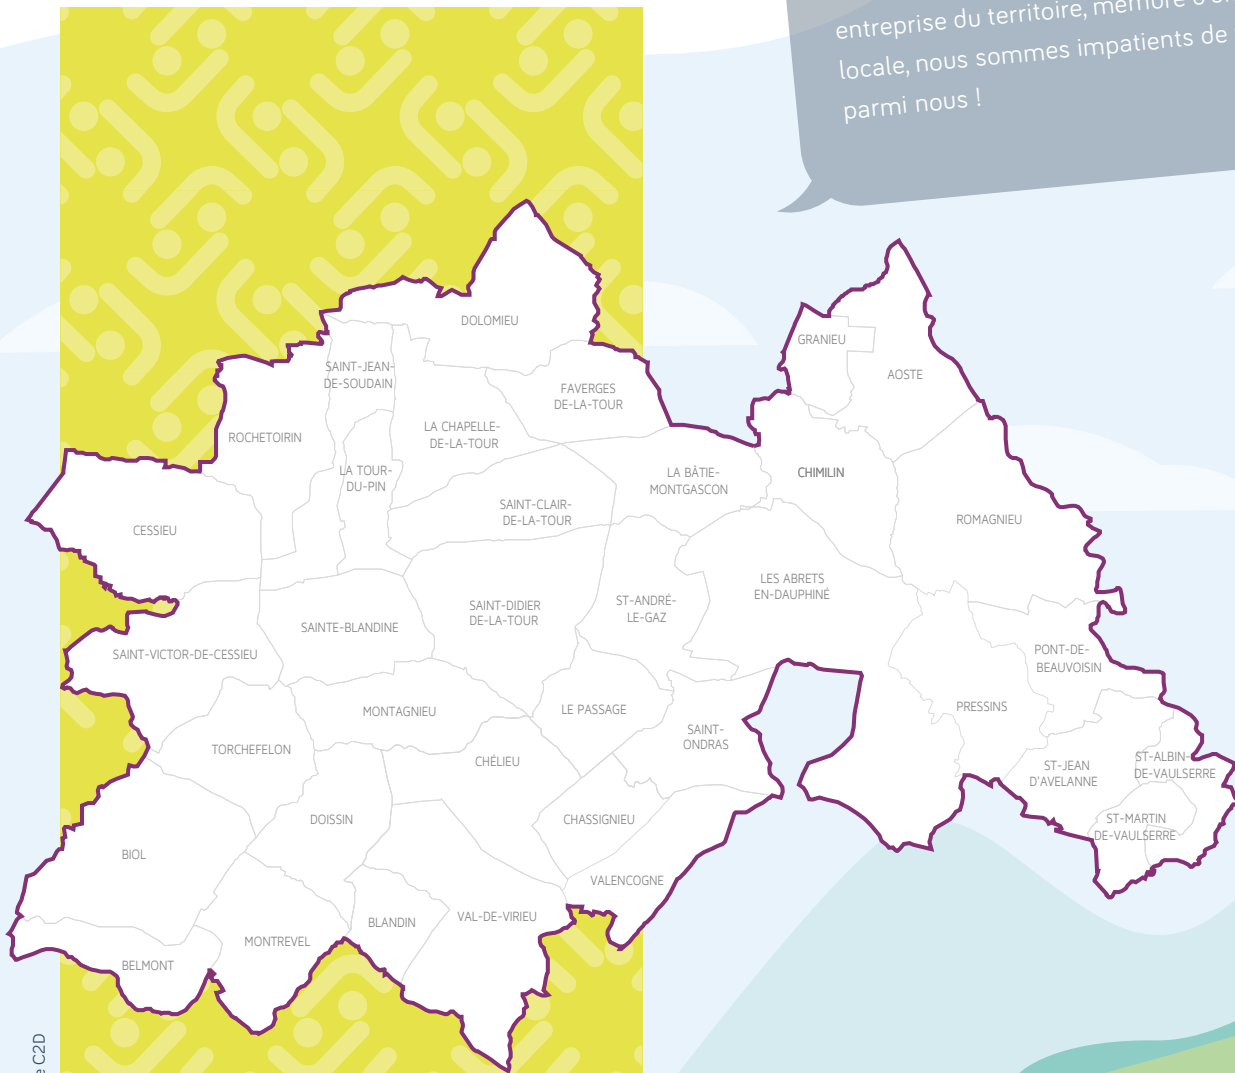 entreprise du territoire,
locale, nous sommes impatients de
parmi nous !
DOLOMIEU
GRANIEU
AOSTE
SAINT-JEAN-
DE-SOUDAIN
FAVERGES
DE-LA-TOUR
ROCHETOIRIN
LA CHAPELLE-
DE-LA-TOUR
LA TOUR-
DU-PIN
LA BÂTIE-
MONTGASCON
CHIMILIN
CESSIEU
SAINT-CLAIR-
DE-LA-TOUR
ROMAGNIEU
LES ABRETS
EN-DAUPHINÉ
SAINTE-BLANDINE
SAINT-DIDIER
DE-LA-TOUR
ST-ANDRÉ-
LE-GAZ
SAINT-VICTOR-DE-CESSIEU
PONT-DE-
BEAUVOISIN
MONTAGNIEU
LE PASSAGE
PRESSINS
TORCHEFELON
CHÉLIEU
SAINT-
ONDRAS
ST-JEAN
D'AVELANNE
ST-ALBIN-
DE-VAULSERRE
DOISSIN
CHASSIGNIEU
ST-MARTIN
DE-VAULSERRE
BIOL
VALENCOGNE
BLANDIN
VAL-DE-VIRIEU
MONTREVEL
BELMONT
C2D